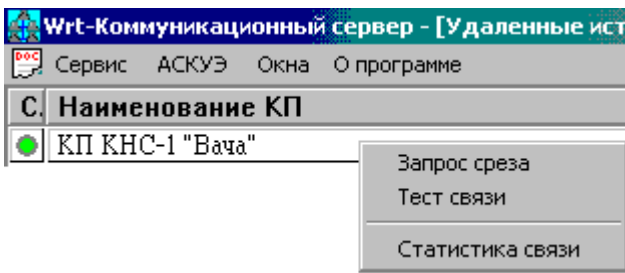 Wrt-Коммуникационный сервер - [Удаленные ист
DOC Сервис АСКУЭ Окна О программе
С. Наименование КП
КП КНС-1 "Вача"
Запрос среза
Тест связи
Статистика связи